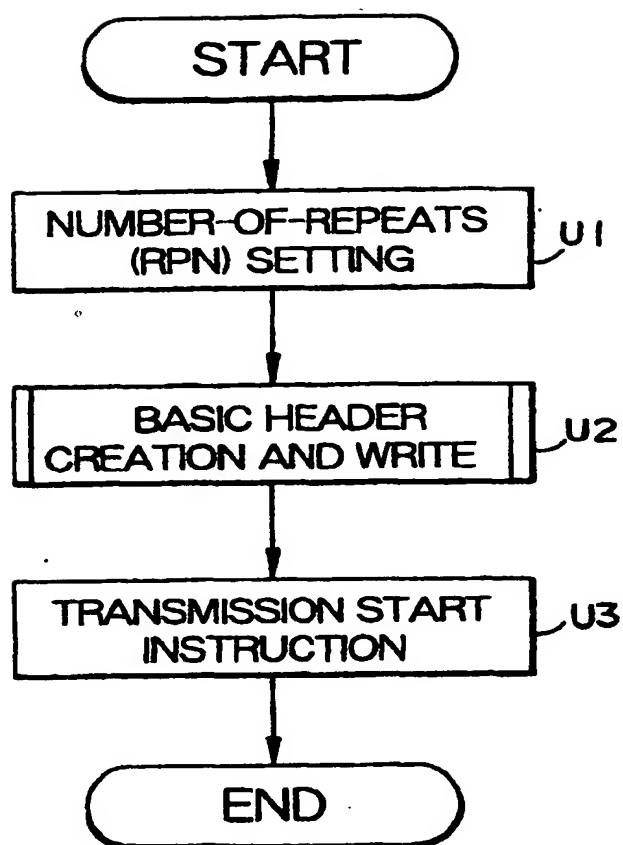 START
NUMBER-OF-REPEATS
(RPN) SETTING
U1
BASIC HEADER
CREATION AND WRITE
U2
TRANSMISSION START
INSTRUCTION
U3
END